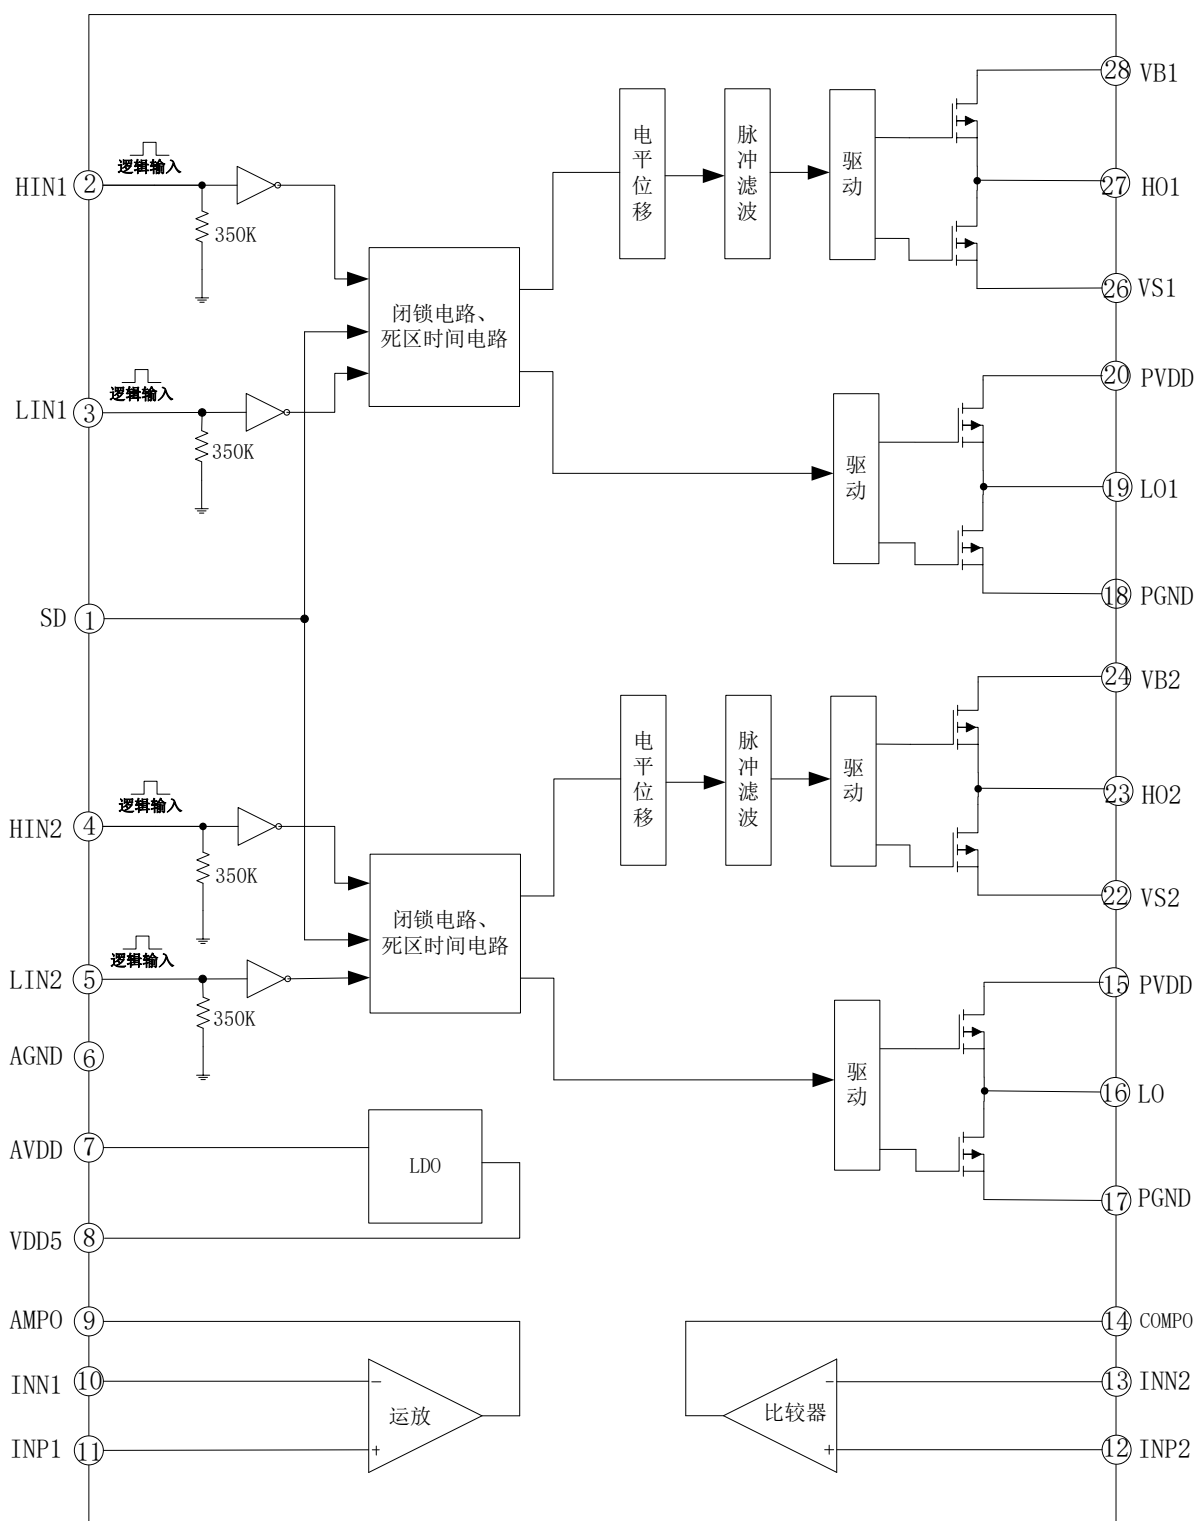 28 VB1
电平位移
脉冲滤波
驱动
逻辑输入
HIN1 2
27 HO1
350K
26 VS1
闭锁电路、
死区时间电路
20 PVDD
逻辑输入
LIN1 3
350K
驱动
19 LO1
18 PGND
SD 1
24 VB2
电平位移
脉冲滤波
驱动
逻辑输入
23 HO2
HIN2 4
350K
22 VS2
闭锁电路、
死区时间电路
逻辑输入
LIN2 5
15 PVDD
350K
AGND 6
驱动
16 LO
AVDD 7
LDO
17 PGND
VDD5 8
AMPO 9
14 COMPO
INN1 10
−
− 
13 INN2
运放
比较器
INP1 11
+
+
12 INP2